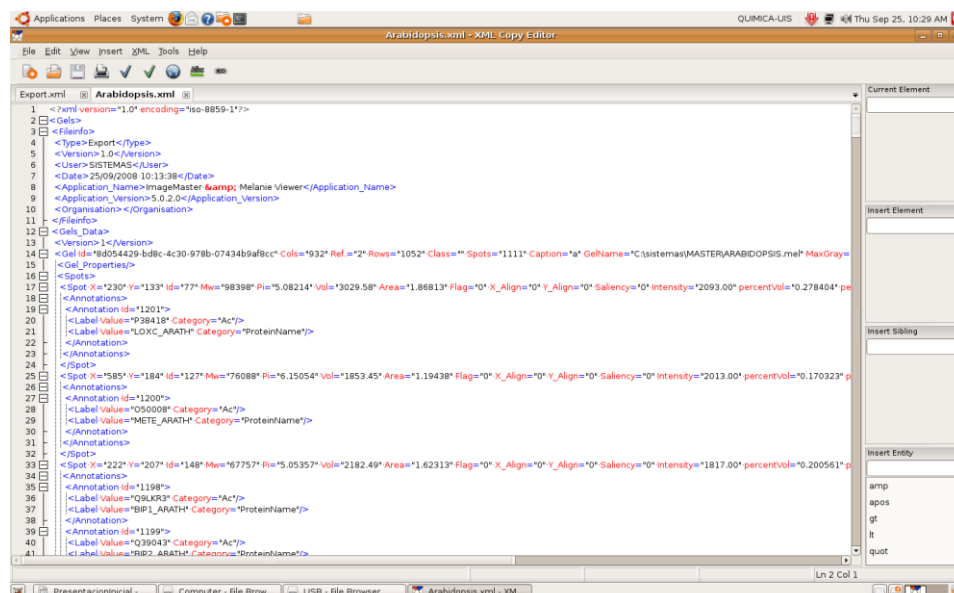 Applications Places System QUIMICA-UIS Thu Sep 25, 10:29 AM
Arabidopsis.xml - XML Copy Editor
File Edit View Insert XML Tools Help
Export.xml Arabidopsis.xml
Current Element
1 <?xml·version="1.0"·encoding="iso-8859-1"?>
2 <Gels>
3 <Fileinfo>
4 <Type>Export</Type>
5 <Version>1.0</Version>
6 <User>SISTEMAS</User>
7 <Date>25/09/2008·10:13:38</Date>
8 <Application_Name>ImageMaster·&amp;·Melanie·Viewer</Application_Name>
9 <Application_Version>5.0.2.0</Application_Version>
10 <Organisation></Organisation>
Insert Element
11 </Fileinfo>
12 <Gels_Data>
13 <Version>1</Version>
14 <Gel·Id="8d054429-bd8c-4c30-978b-07434b9af8cc"·Cols="932"·Ref.="2"·Rows="1052"·Class=""·Spots="1111"·Caption="a"·GelName="C:\sistemas\MASTER\ARABIDOPSIS.mel"·MaxGray=
15 <Gel_Properties/>
16 <Spots>
17 <Spot·X="230"·Y="133"·Id="77"·Mw="98398"·Pi="5.08214"·Vol="3029.58"·Area="1.86813"·Flag="0"·X_Align="0"·Y_Align="0"·Saliency="0"·Intensity="2093.00"·percentVol="0.278404"·pe
18 <Annotations>
19 <Annotation·Id="1201">
20 <Label·Value="P38418"·Category="Ac"/>
21 <Label·Value="LOXC_ARATH"·Category="ProteinName"/>
Insert Sibling
22 </Annotation>
23 </Annotations>
24 </Spot>
25 <Spot·X="585"·Y="184"·Id="127"·Mw="76088"·Pi="6.15054"·Vol="1853.45"·Area="1.19438"·Flag="0"·X_Align="0"·Y_Align="0"·Saliency="0"·Intensity="2013.00"·percentVol="0.170323"·p
26 <Annotations>
27 <Annotation·Id="1200">
28 <Label·Value="O50008"·Category="Ac"/>
29 <Label·Value="METE_ARATH"·Category="ProteinName"/>
30 </Annotation>
31 </Annotations>
32 </Spot>
Insert Entity
33 <Spot·X="222"·Y="207"·Id="148"·Mw="67757"·Pi="5.05357"·Vol="2182.49"·Area="1.62313"·Flag="0"·X_Align="0"·Y_Align="0"·Saliency="0"·Intensity="1817.00"·percentVol="0.200561"·p
34 <Annotations>
35 <Annotation·Id="1198">
36 <Label·Value="Q9LKR3"·Category="Ac"/>
37 <Label·Value="BIP1_ARATH"·Category="ProteinName"/>
38 </Annotation>
39 <Annotation·Id="1199">
40 <Label·Value="Q39043"·Category="Ac"/>
41 <Label·Value="BIP2_ARATH"·Category="ProteinName"/>
amp
apos
gt
lt
quot
Ln 2 Col 1
PresentacionInicial - Computer - File Brow... USB - File Browser Arabidopsis.xml - XM...